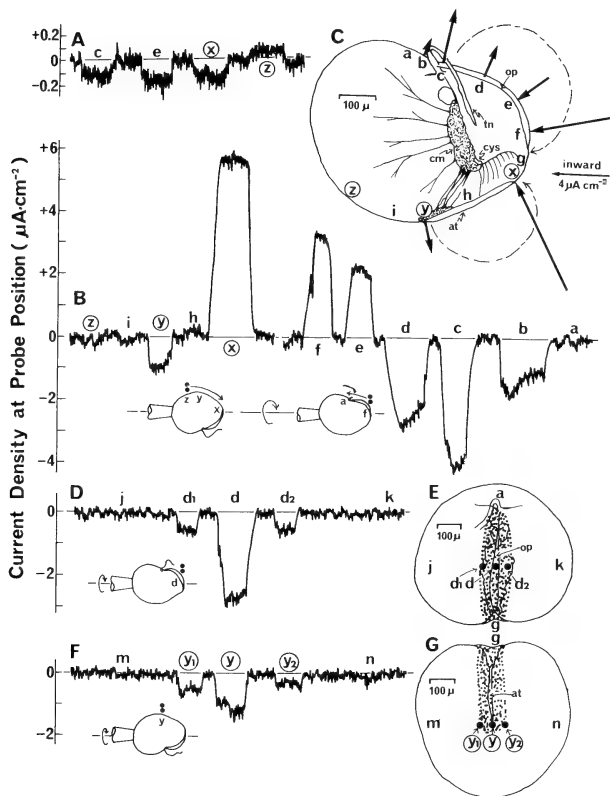 A
+0.2
0
-0.2
c
e
x
z
C
a
b
c
d
op
e
f
g
tn
100 μ
cm
cys
x
inward
4 μA cm⁻²
z
h
y
i
at
Current Density at Probe Position ( μA·cm⁻²)
+6
+4
+2
0
-2
-4
B
z
i
y
h
x
f
e
d
c
b
a
z
y
x
a
f
D
0
-2
j
d₁
d
d₂
k
d
E
a
100 μ
op
j
d₁
d
d₂
k
g
F
0
-2
m
y₁
y
y₂
n
y
G
g
100 μ
at
m
n
y₁
y
y₂